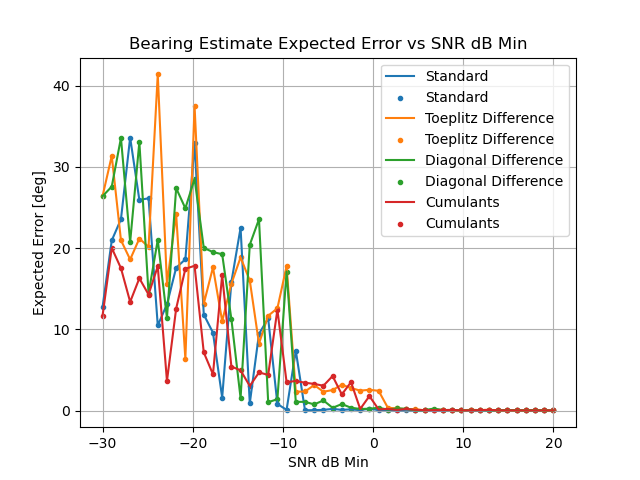 Bearing Estimate Expected Error vs SNR dB Min
Standard
Standard
Toeplitz Difference
Toeplitz Difference
Diagonal Difference
Diagonal Difference
Cumulants
Cumulants
Expected Error [deg]
40
30
20
10
0
−30 −20 −10 0 10 20
SNR dB Min